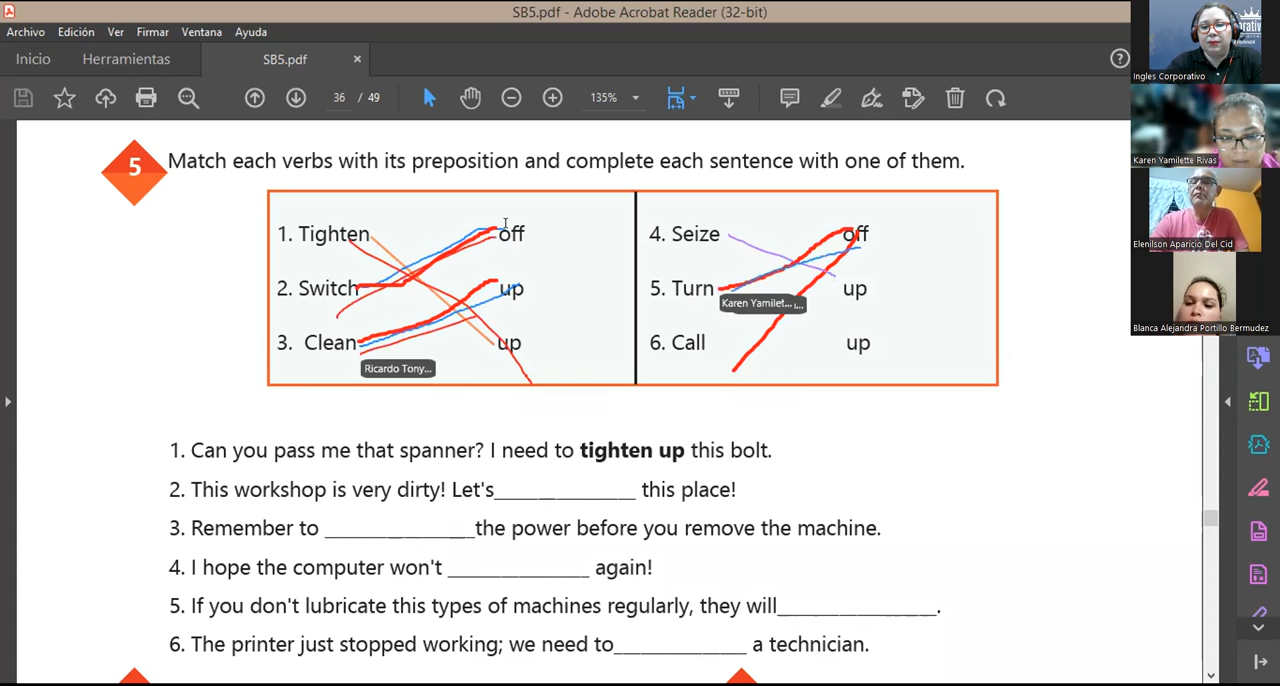 SB5.pdf - Adobe Acrobat Reader (32-bit)
Archivo Edición Ver Firmar Ventana Ayuda
Inicio Herramientas SB5.pdf ×
36 / 49 135%
5 Match each verbs with its preposition and complete each sentence with one of them.
1. Tighten off 4. Seize off
2. Switch up 5. Turn up
Karen Yamilet...
3. Clean up 6. Call up
Ricardo Tony...
1. Can you pass me that spanner? I need to tighten up this bolt.
2. This workshop is very dirty! Let's______________ this place!
3. Remember to _______________the power before you remove the machine.
4. I hope the computer won't ______________ again!
5. If you don't lubricate this types of machines regularly, they will________________.
6. The printer just stopped working; we need to_____________ a technician.
Ingles Corporativo
Karen Yamilette Rivas
Elenilson Aparicio Del Cid
Blanca Alejandra Portillo Bermudez